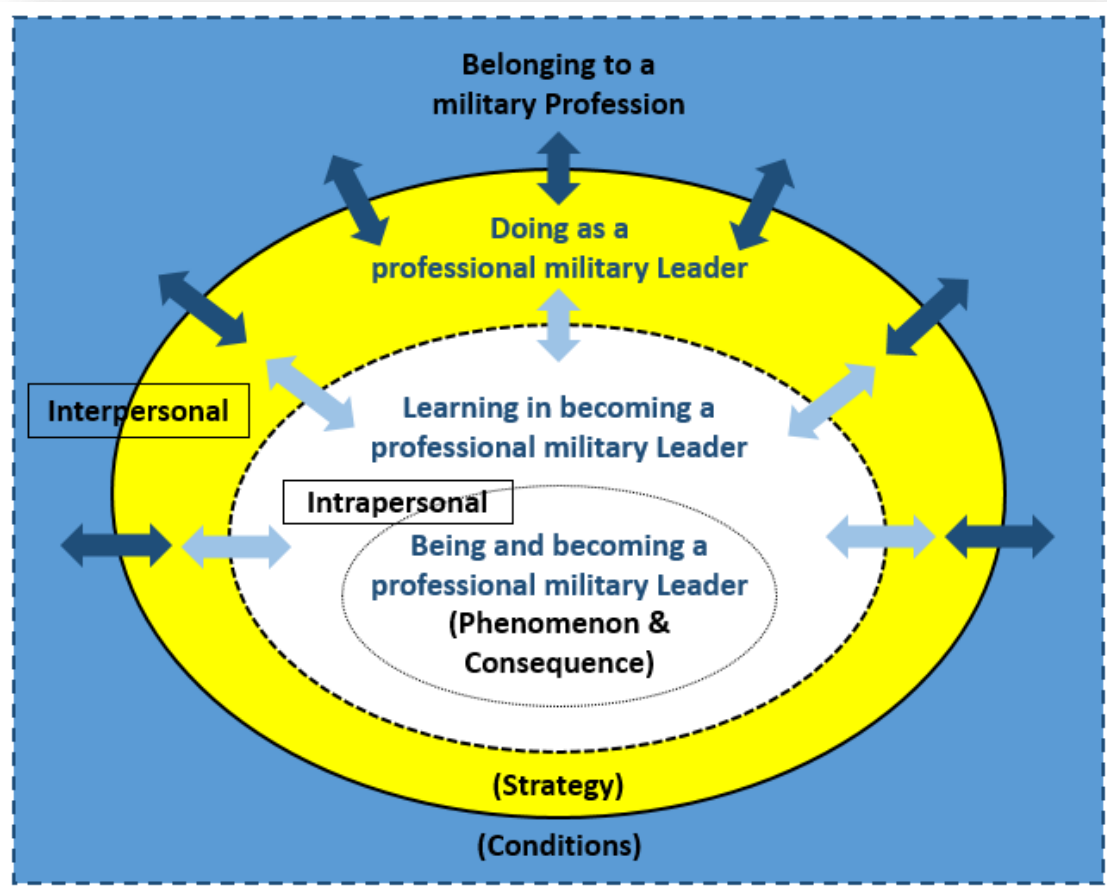 Belonging to a
military Profession
Doing as a
professional military Leader
Interpersonal
Learning in becoming a
professional military Leader
Intrapersonal
Being and becoming a
professional military Leader
(Phenomenon &
Consequence)
(Strategy)
(Conditions)